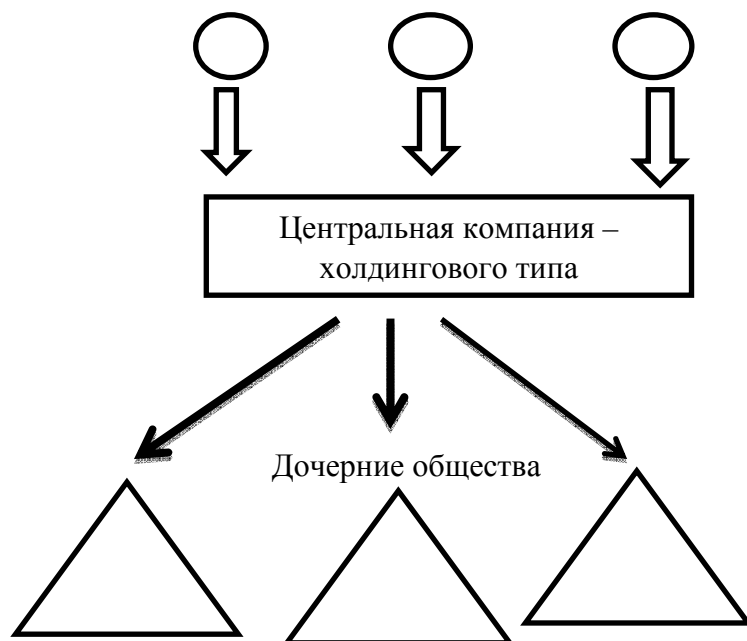 Центральная компания –
холдингового типа
Дочерние общества